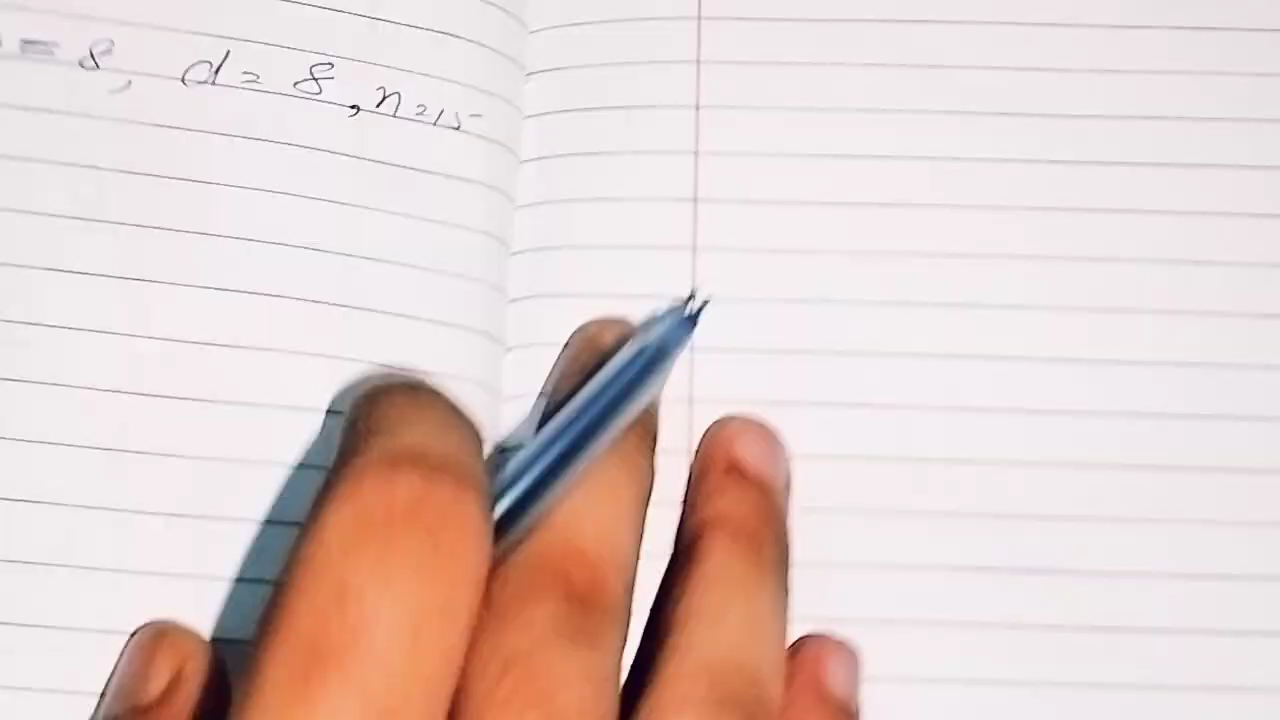 = 8, d = 8, n = 15